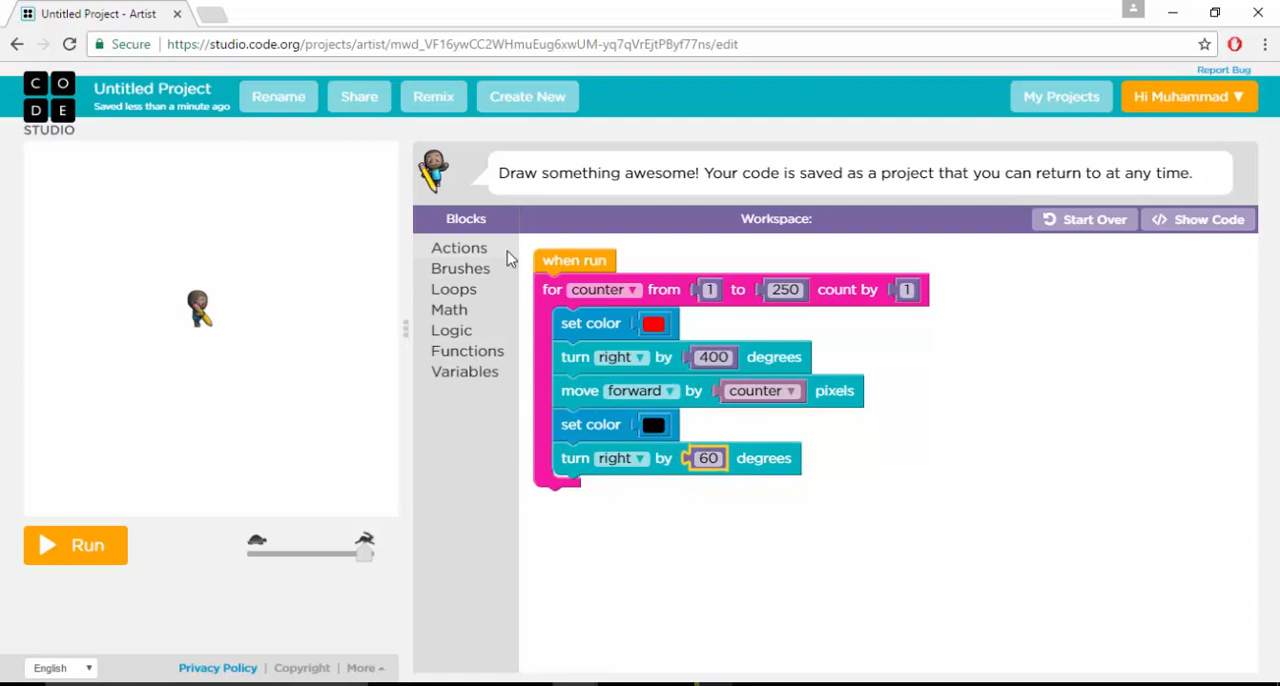 Untitled Project - Artist
Secure https://studio.code.org/projects/artist/mwd_VF16ywCC2WHmuEug6xwUM-yq7qVrEjtPByf77ns/edit
Report Bug
C O D E STUDIO
Untitled Project
Saved less than a minute ago
Rename
Share
Remix
Create New
My Projects
Hi Muhammad ▼
Draw something awesome! Your code is saved as a project that you can return to at any time.
Blocks
Workspace:
Start Over
Show Code
Actions
Brushes
Loops
Math
Logic
Functions
Variables
when run
for counter from 1 to 250 count by 1
set color
turn right by 400 degrees
move forward by counter pixels
set color
turn right by 60 degrees
Run
English
Privacy Policy | Copyright | More